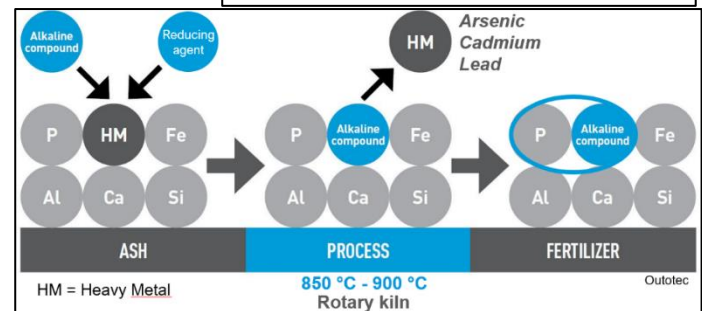 Alkaline
compound
Reducing
agent
HM
Arsenic
Cadmium
Lead
P HM Fe
P Alkaline compound Fe
P Alkaline compound Fe
Al Ca Si
Al Ca Si
Al Ca Si
ASH PROCESS FERTILIZER
HM = Heavy Metal
850 °C - 900 °C
Rotary kiln
Outotec